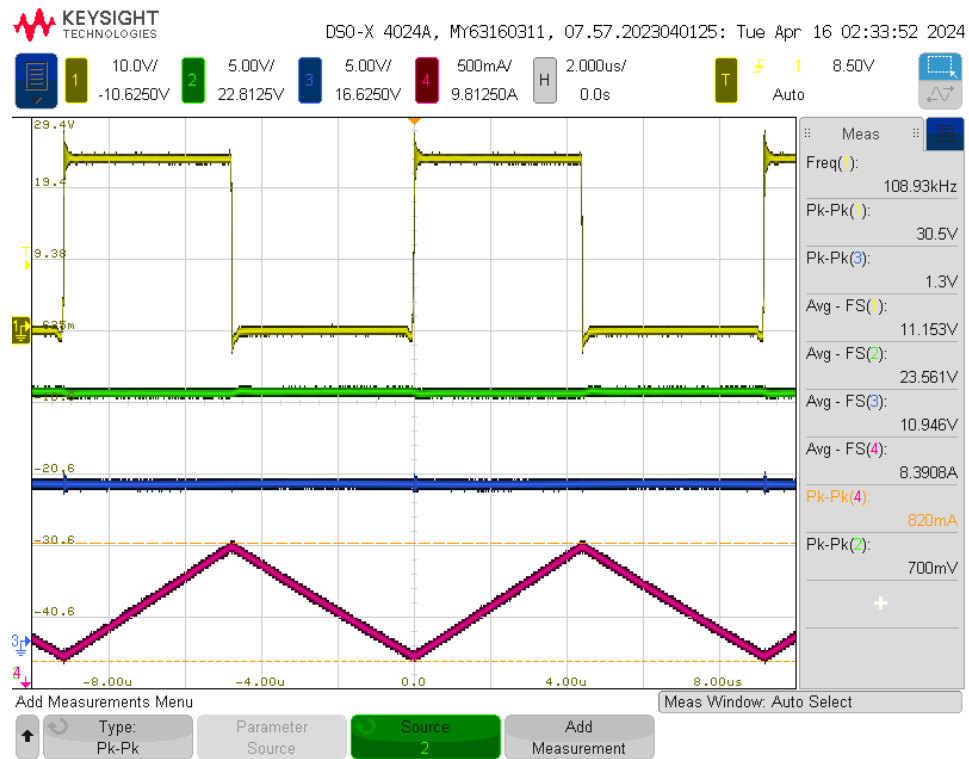 KEYSIGHT
TECHNOLOGIES
DSO-X 4024A, MY63160311, 07.57.2023040125: Tue Apr 16 02:33:52 2024
1 10.0V/ 2 5.00V/ 3 5.00V/ 4 500mA/ H 2.000us/ T 1 8.50V
-10.6250V 22.8125V 16.6250V 9.81250A 0.0s Auto
29.4V
19.4
9.38
-20.6
-30.6
-40.6
T
1
3
4
-8.00u -4.00u 0.0 4.00u 8.00us
Meas
Freq(1):
108.93kHz
Pk-Pk(1):
30.5V
Pk-Pk(3):
1.3V
Avg - FS(1):
11.153V
Avg - FS(2):
23.561V
Avg - FS(3):
10.946V
Avg - FS(4):
8.3908A
Pk-Pk(4):
820mA
Pk-Pk(2):
700mV
Add Measurements Menu
Meas Window: Auto Select
Type:
Pk-Pk
Parameter
Source
Source
2
Add
Measurement